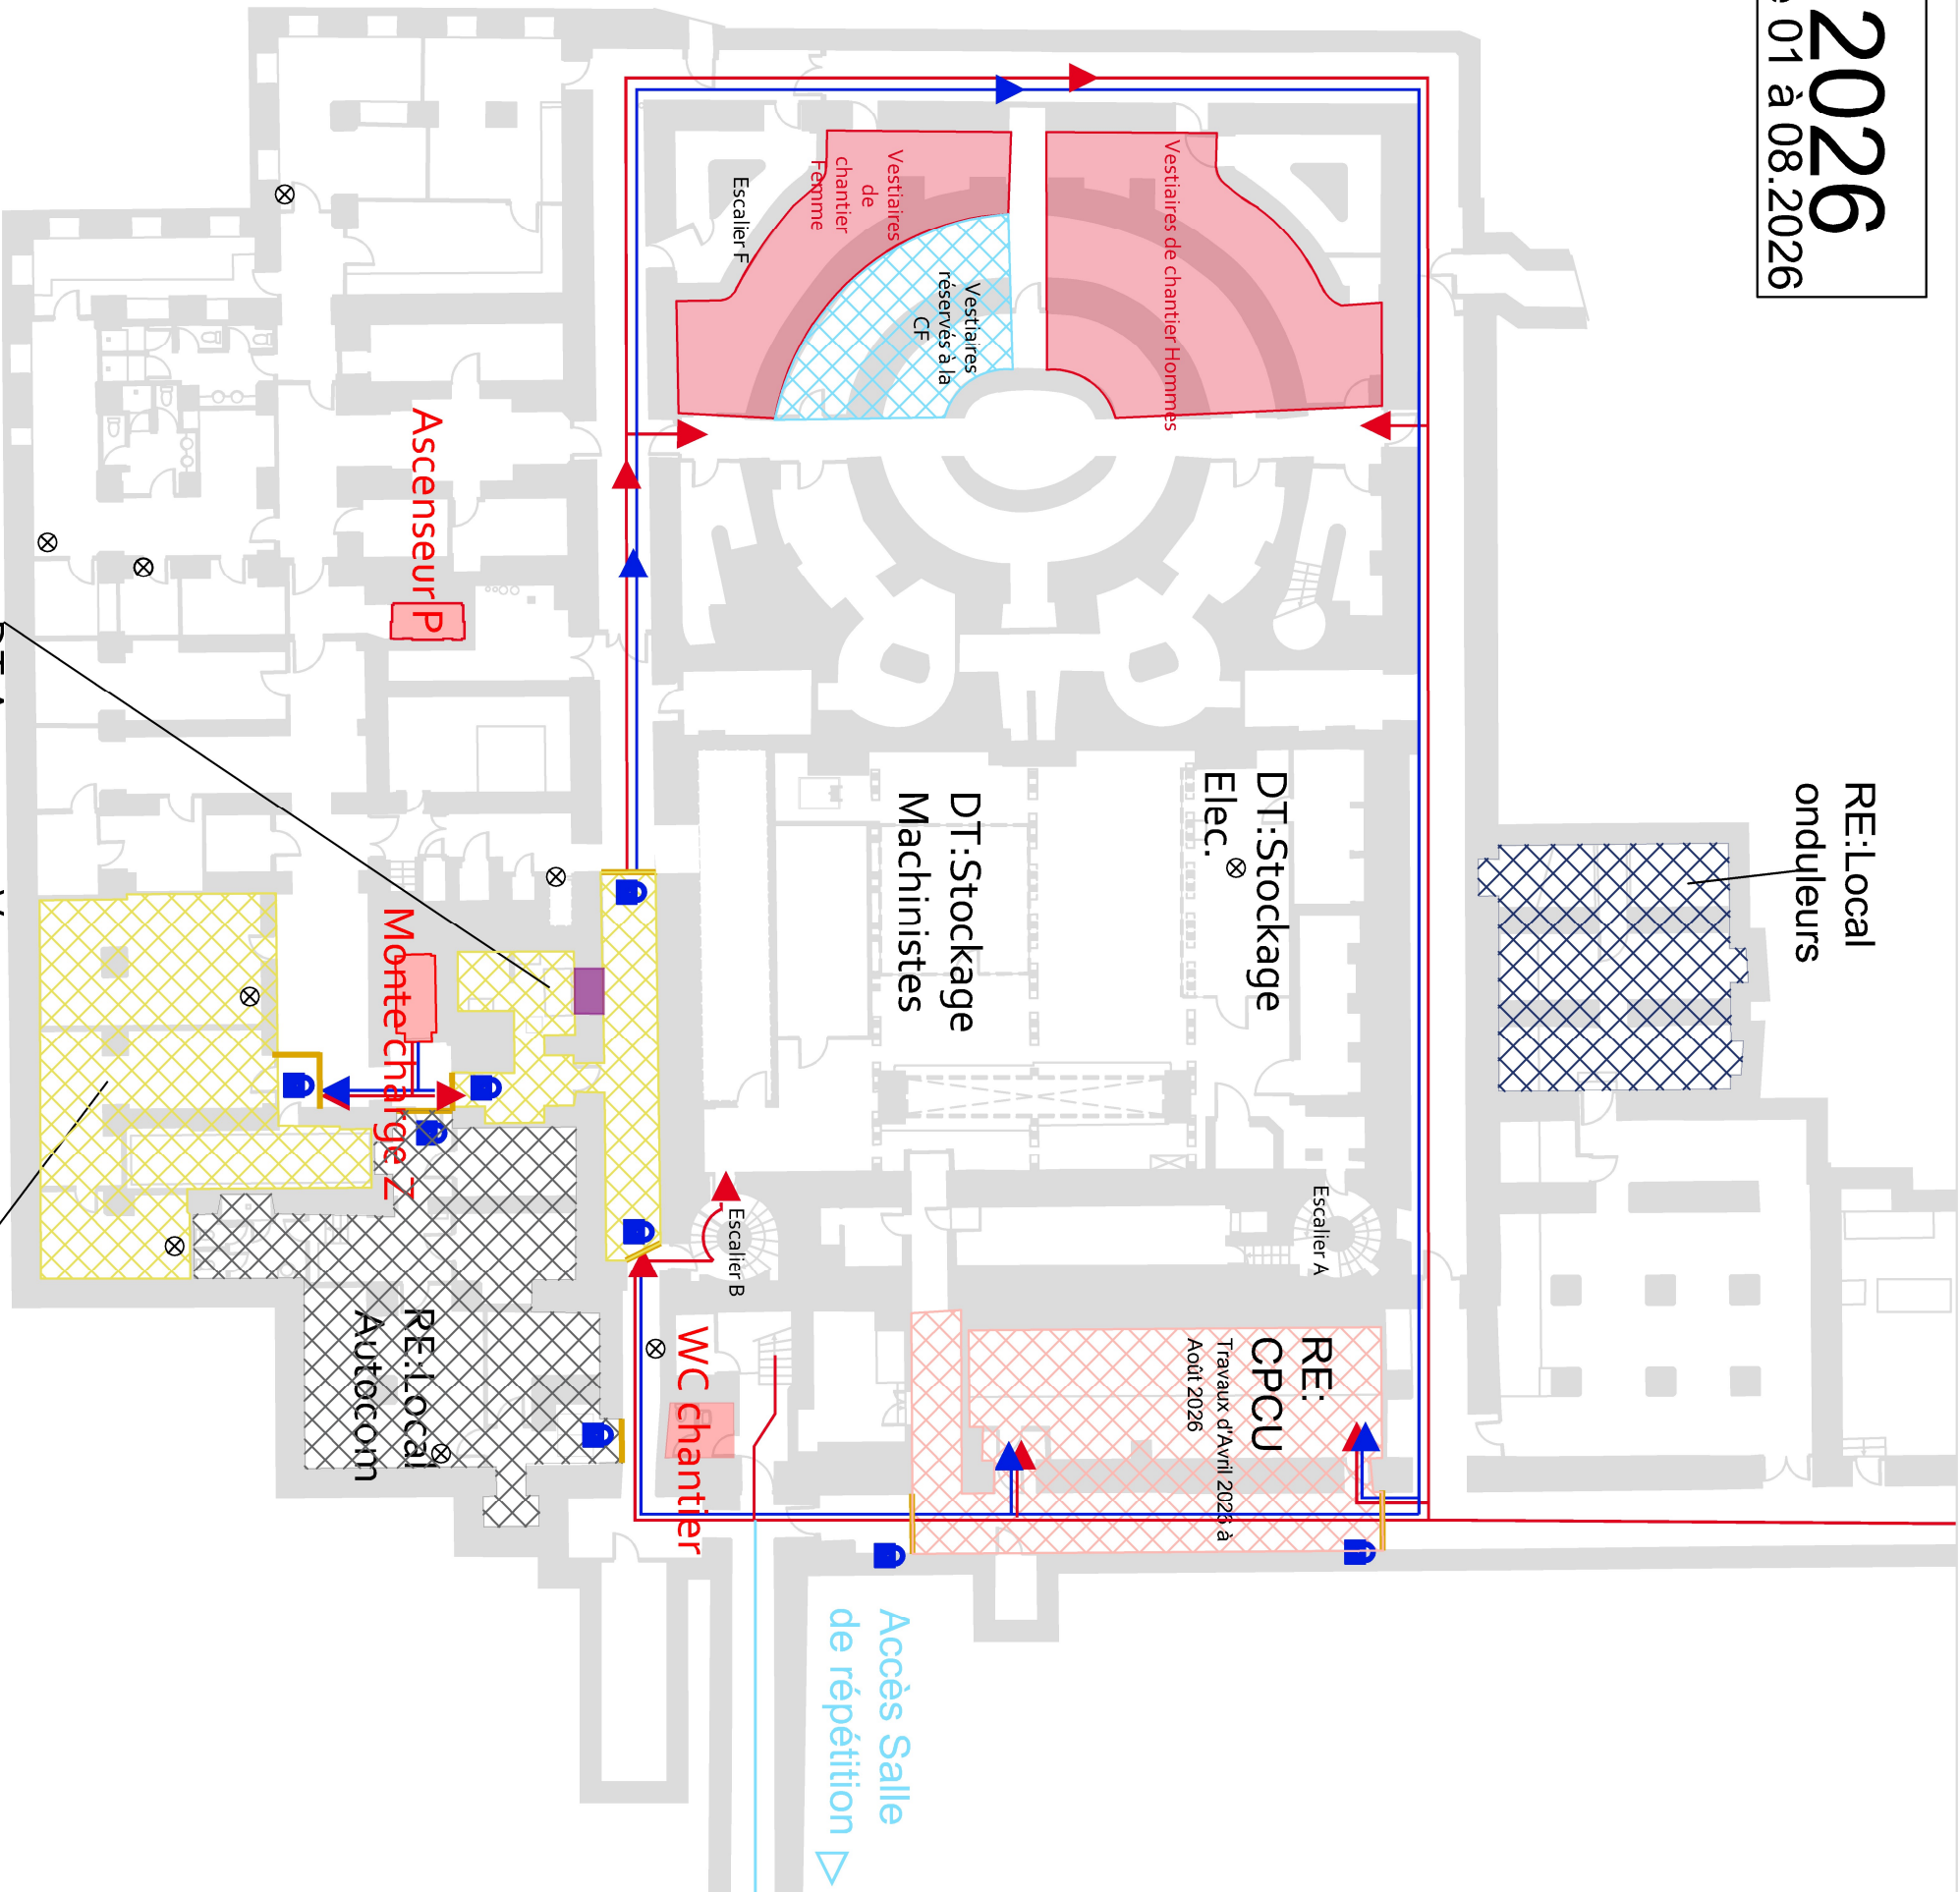 2026
01 à 08.2026
RE:Local
onduleurs
Vestiaires de chantier Hommes
Vestiaires
de
chantier
Femme
Vestiaires
réservés à la
CF
Escalier F
Ascenseur P
DT:Stockage
Elec.
DT:Stockage
Machinistes
Montecharge Z
Escalier A
Escalier B
RE:
CPCU
Travaux d'Avril 2026 à
Août 2026
WC chantier
RE:Local
Autocom
Accès Salle
de répétition